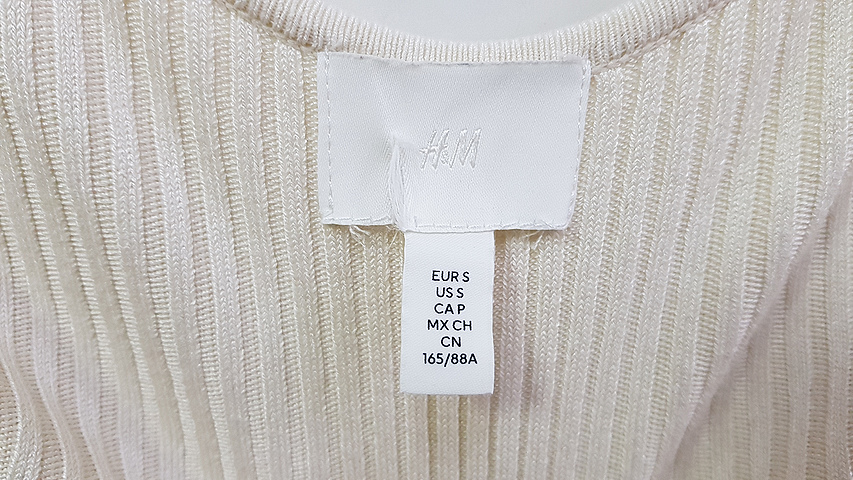 H&M
EUR S
US S
CA P
MX CH
CN
165/88A